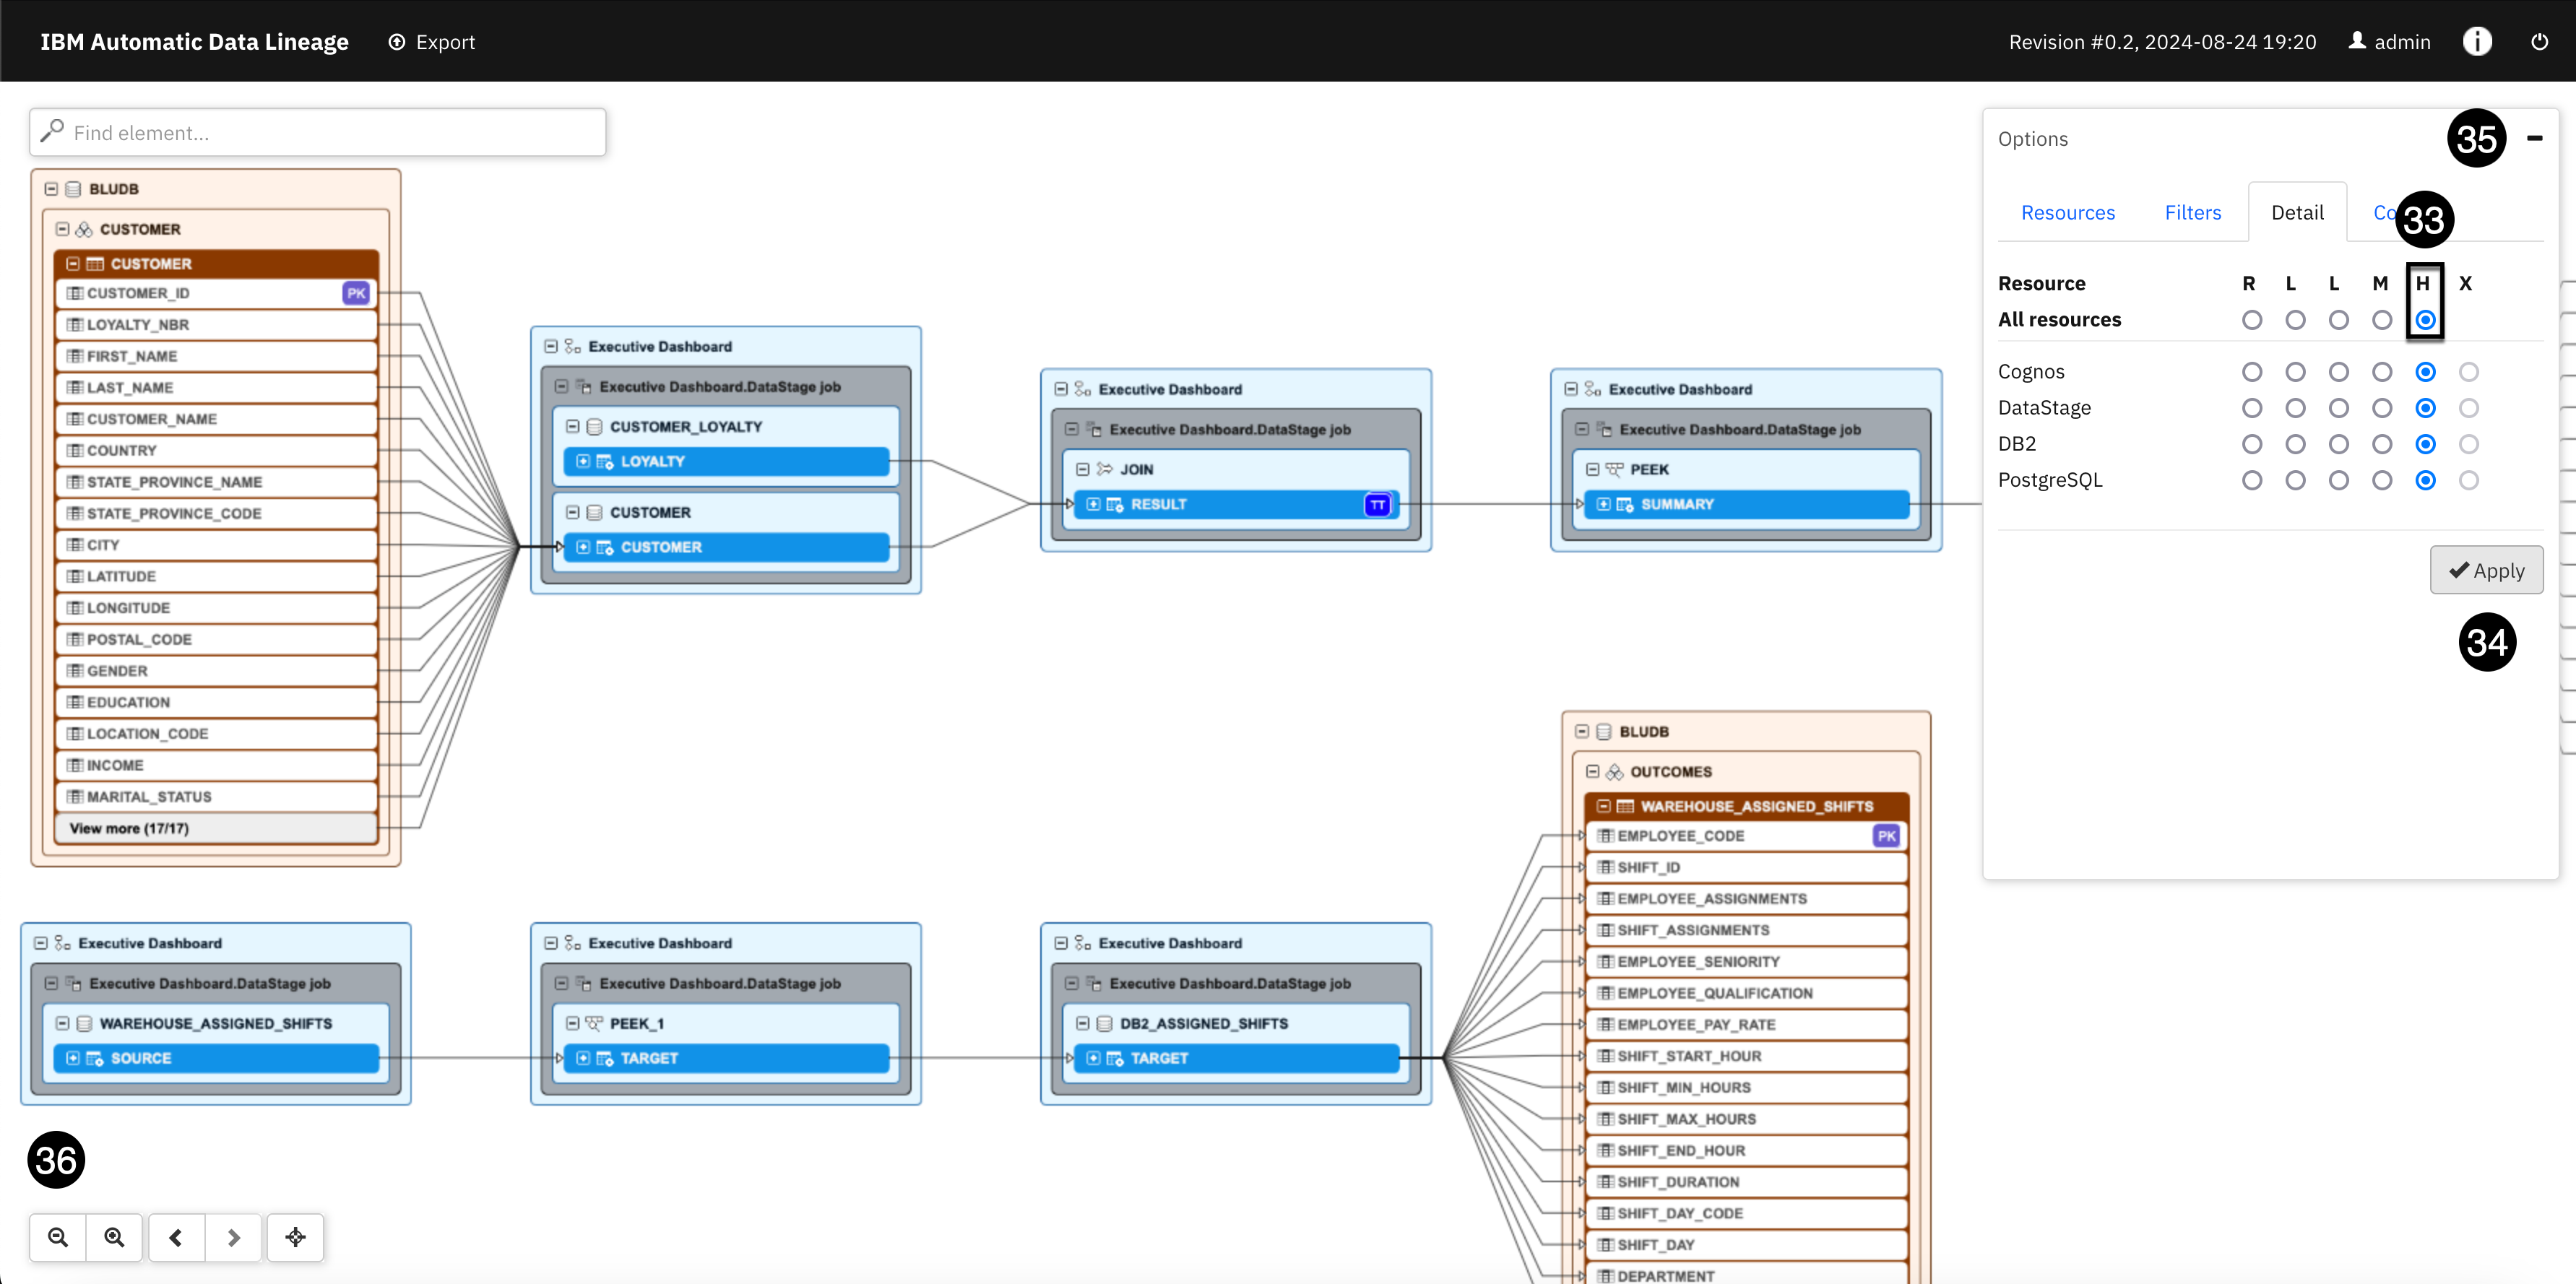 IBM Automatic Data Lineage
Export
Revision #0.2, 2024-08-24 19:20
admin
Find element...
BLUDB
CUSTOMER
CUSTOMER
CUSTOMER_ID PK
LOYALTY_NBR
FIRST_NAME
LAST_NAME
CUSTOMER_NAME
COUNTRY
STATE_PROVINCE_NAME
STATE_PROVINCE_CODE
CITY
LATITUDE
LONGITUDE
POSTAL_CODE
GENDER
EDUCATION
LOCATION_CODE
INCOME
MARITAL_STATUS
View more (17/17)
Executive Dashboard
Executive Dashboard.DataStage job
CUSTOMER_LOYALTY
LOYALTY
CUSTOMER
CUSTOMER
Executive Dashboard
Executive Dashboard.DataStage job
JOIN
RESULT TT
Executive Dashboard
Executive Dashboard.DataStage job
PEEK
SUMMARY
Options
35
Resources Filters Detail Co
33
Resource R L L M H X
All resources
Cognos
DataStage
DB2
PostgreSQL
Apply
34
Executive Dashboard
Executive Dashboard.DataStage job
WAREHOUSE_ASSIGNED_SHIFTS
SOURCE
Executive Dashboard
Executive Dashboard.DataStage job
PEEK_1
TARGET
Executive Dashboard
Executive Dashboard.DataStage job
DB2_ASSIGNED_SHIFTS
TARGET
BLUDB
OUTCOMES
WAREHOUSE_ASSIGNED_SHIFTS
EMPLOYEE_CODE PK
SHIFT_ID
EMPLOYEE_ASSIGNMENTS
SHIFT_ASSIGNMENTS
EMPLOYEE_SENIORITY
EMPLOYEE_QUALIFICATION
EMPLOYEE_PAY_RATE
SHIFT_START_HOUR
SHIFT_MIN_HOURS
SHIFT_MAX_HOURS
SHIFT_END_HOUR
SHIFT_DURATION
SHIFT_DAY_CODE
SHIFT_DAY
DEPARTMENT
36